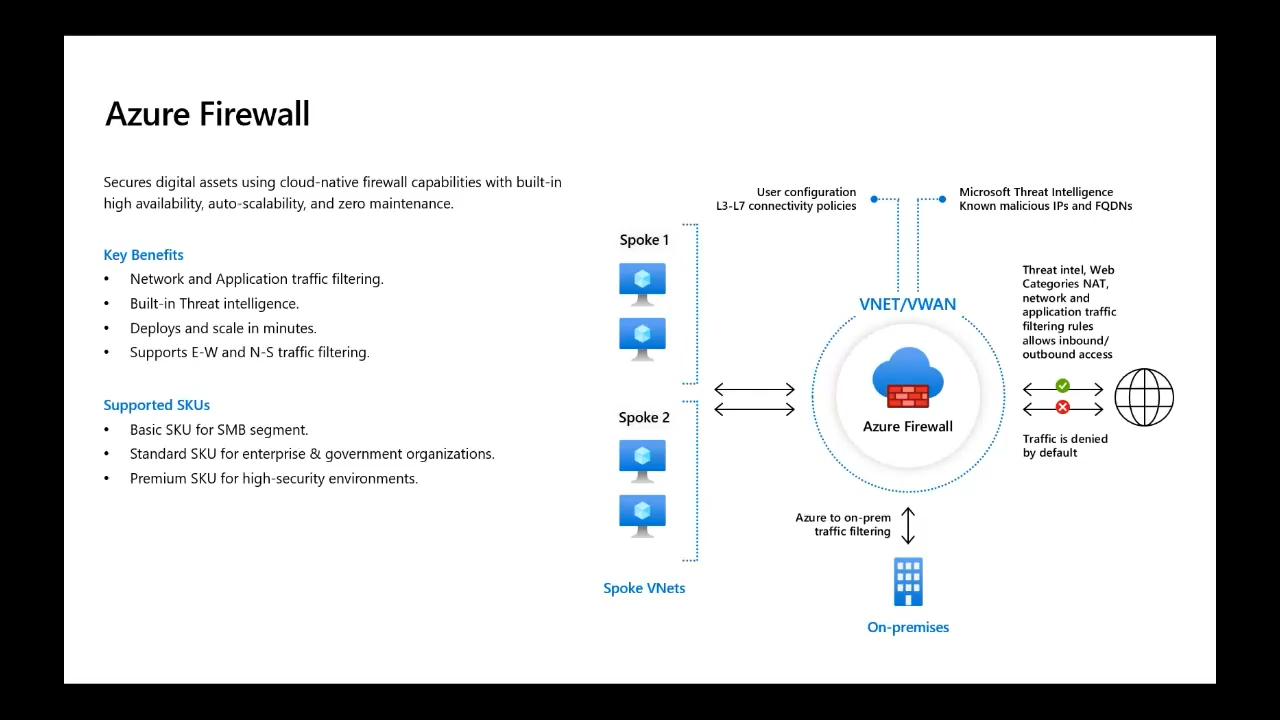 Azure Firewall
Secures digital assets using cloud-native firewall capabilities with built-in
high availability, auto-scalability, and zero maintenance.
Key Benefits
• Network and Application traffic filtering.
• Built-in Threat intelligence.
• Deploys and scale in minutes.
• Supports E-W and N-S traffic filtering.
Supported SKUs
• Basic SKU for SMB segment.
• Standard SKU for enterprise & government organizations.
• Premium SKU for high-security environments.
User configuration
L3-L7 connectivity policies
Microsoft Threat Intelligence
Known malicious IPs and FQDNs
Spoke 1
Spoke 2
Spoke VNets
VNET/VWAN
Azure Firewall
Threat intel, Web
Categories NAT,
network and
application traffic
filtering rules
allows inbound/
outbound access
Traffic is denied
by default
Azure to on-prem
traffic filtering
On-premises